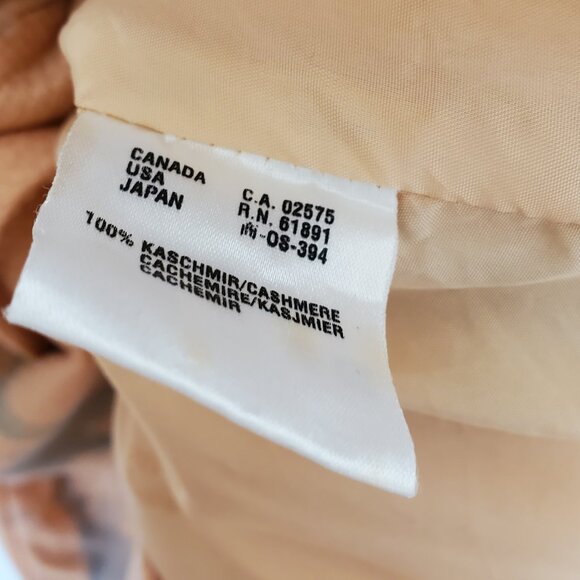 CANADA
USA
JAPAN
C.A. 02575
R.N. 61891
OS-394
100% KASCHMIR/CASHMERE
CACHEMIRE/KASJMIER
CACHEMIR